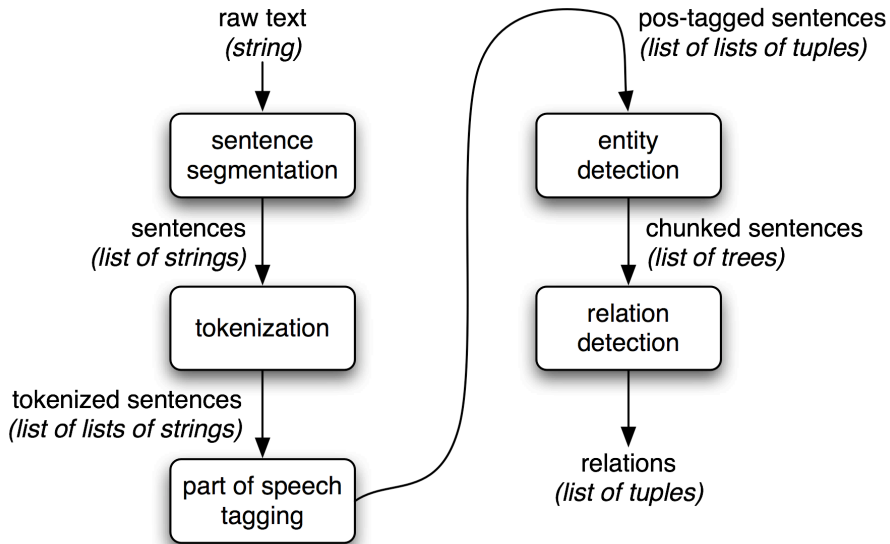 raw text
(string)
sentence
segmentation
sentences
(list of strings)
tokenization
tokenized sentences
(list of lists of strings)
part of speech
tagging
pos-tagged sentences
(list of lists of tuples)
entity
detection
chunked sentences
(list of trees)
relation
detection
relations
(list of tuples)